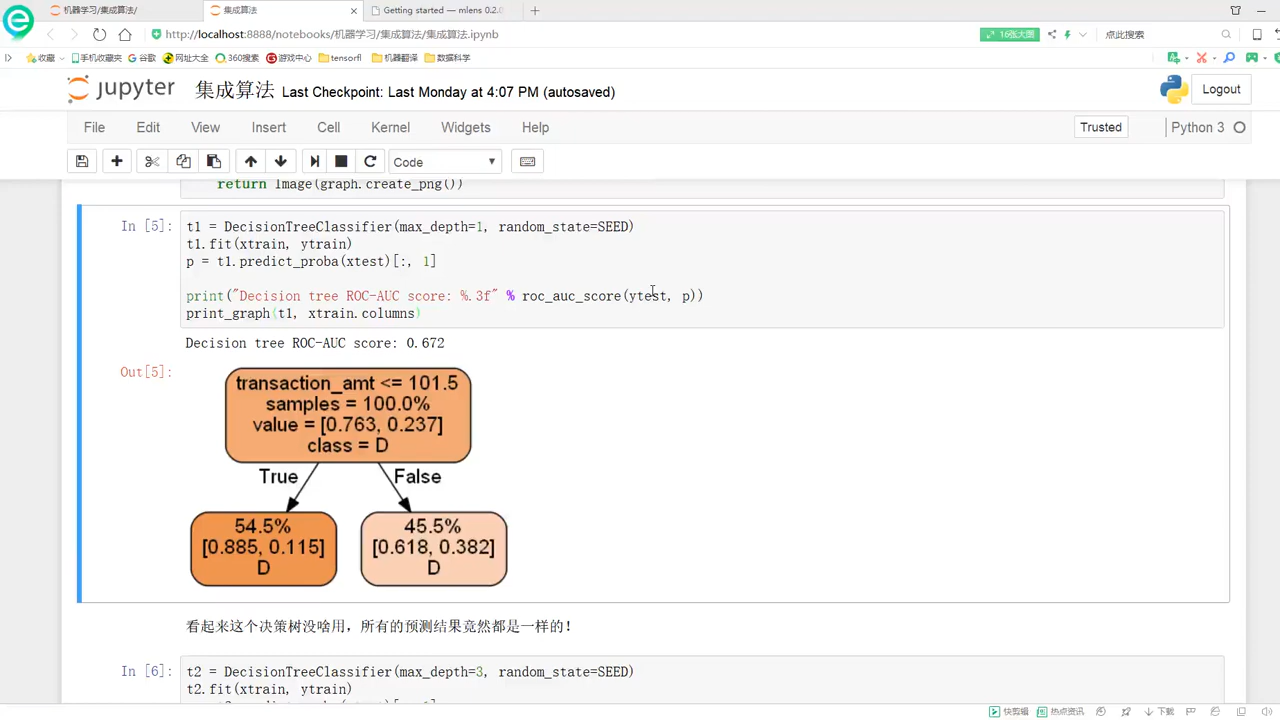 机器学习/集成算法/
集成算法
Getting started — mlens 0.2.0
http://localhost:8888/notebooks/机器学习/集成算法/集成算法.ipynb
16张大图
点此搜索
收藏
手机收藏夹
谷歌
网址大全
360搜索
游戏中心
tensorfl
机器翻译
数据科学
jupyter 集成算法 Last Checkpoint: Last Monday at 4:07 PM (autosaved)
Logout
File Edit View Insert Cell Kernel Widgets Help
Trusted
Python 3
Code
return Image(graph.create_png())
In [5]: t1 = DecisionTreeClassifier(max_depth=1, random_state=SEED)
t1.fit(xtrain, ytrain)
p = t1.predict_proba(xtest)[:, 1]
print("Decision tree ROC-AUC score: %.3f" % roc_auc_score(ytest, p))
print_graph(t1, xtrain.columns)
Decision tree ROC-AUC score: 0.672
Out[5]:
transaction_amt <= 101.5
samples = 100.0%
value = [0.763, 0.237]
class = D
True False
54.5%
[0.885, 0.115]
D
45.5%
[0.618, 0.382]
D
看起来这个决策树没啥用，所有的预测结果竟然都是一样的！
In [6]: t2 = DecisionTreeClassifier(max_depth=3, random_state=SEED)
t2.fit(xtrain, ytrain)
快剪辑
热点资讯
下载